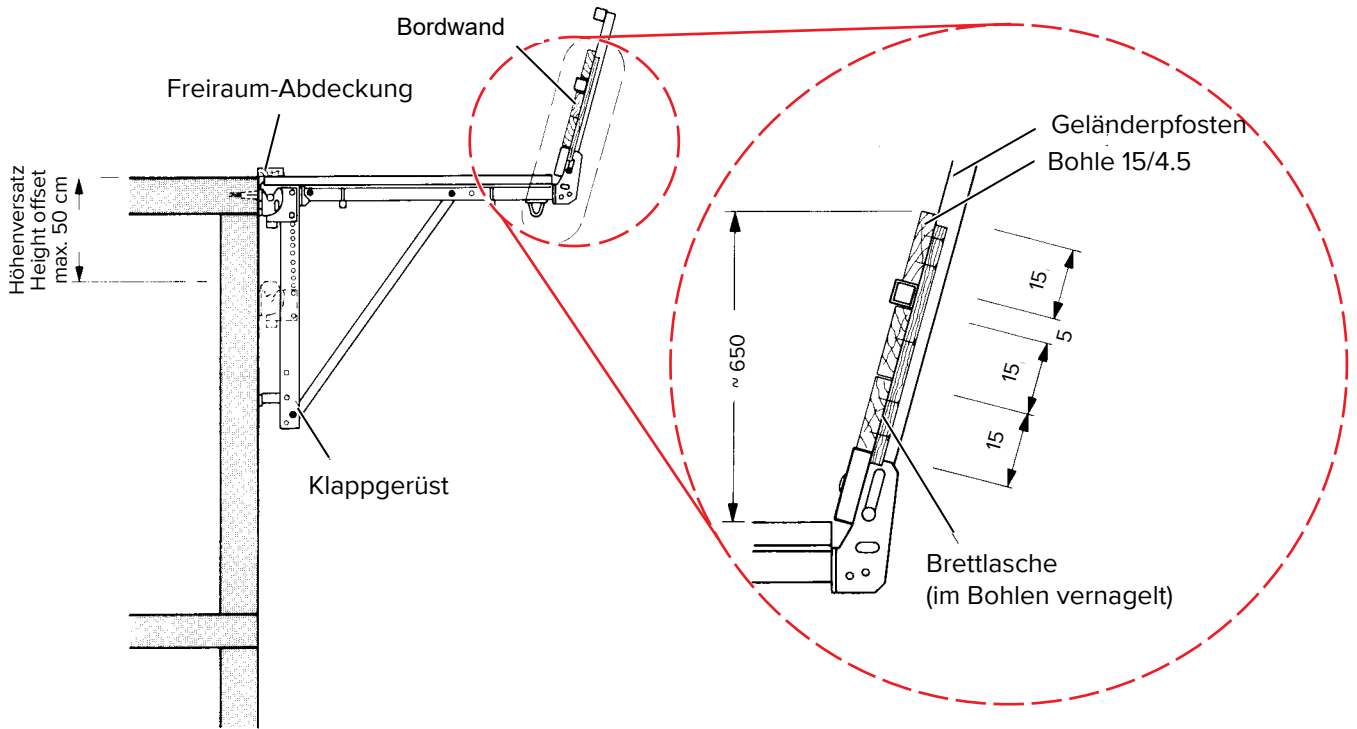 Bordwand
Freiraum-Abdeckung
Höhenversatz
Height offset
max. 50 cm
Klappgerüst
Geländerpfosten
Bohle 15/4.5
~ 650
15
5
15
15
Brettlasche
(im Bohlen vernagelt)